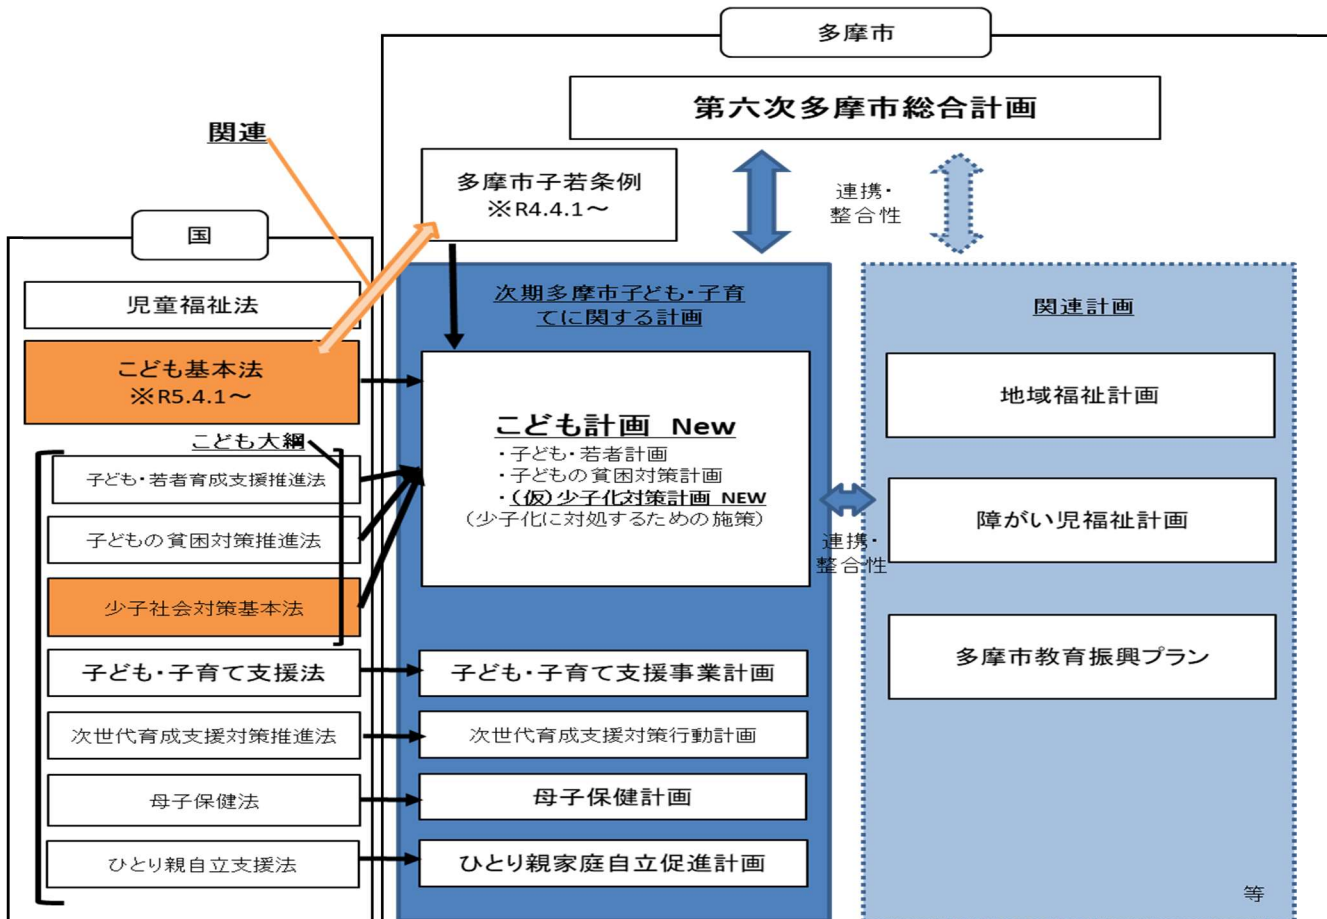 多摩市
第六次多摩市総合計画
関連
多摩市子若条例
※R4.4.1～
連携・
整合性
国
児童福祉法
こども基本法
※R5.4.1～
こども大綱
子ども・若者育成支援推進法
子どもの貧困対策推進法
少子社会対策基本法
子ども・子育て支援法
次世代育成支援対策推進法
母子保健法
ひとり親自立支援法
次期多摩市子ども・子育
てに関する計画
こども計画 New
・子ども・若者計画
・子どもの貧困対策計画
・(仮)少子化対策計画 NEW
(少子化に対処するための施策)
子ども・子育て支援事業計画
次世代育成支援対策行動計画
母子保健計画
ひとり親家庭自立促進計画
連携・
整合性
関連計画
地域福祉計画
障がい児福祉計画
多摩市教育振興プラン
等